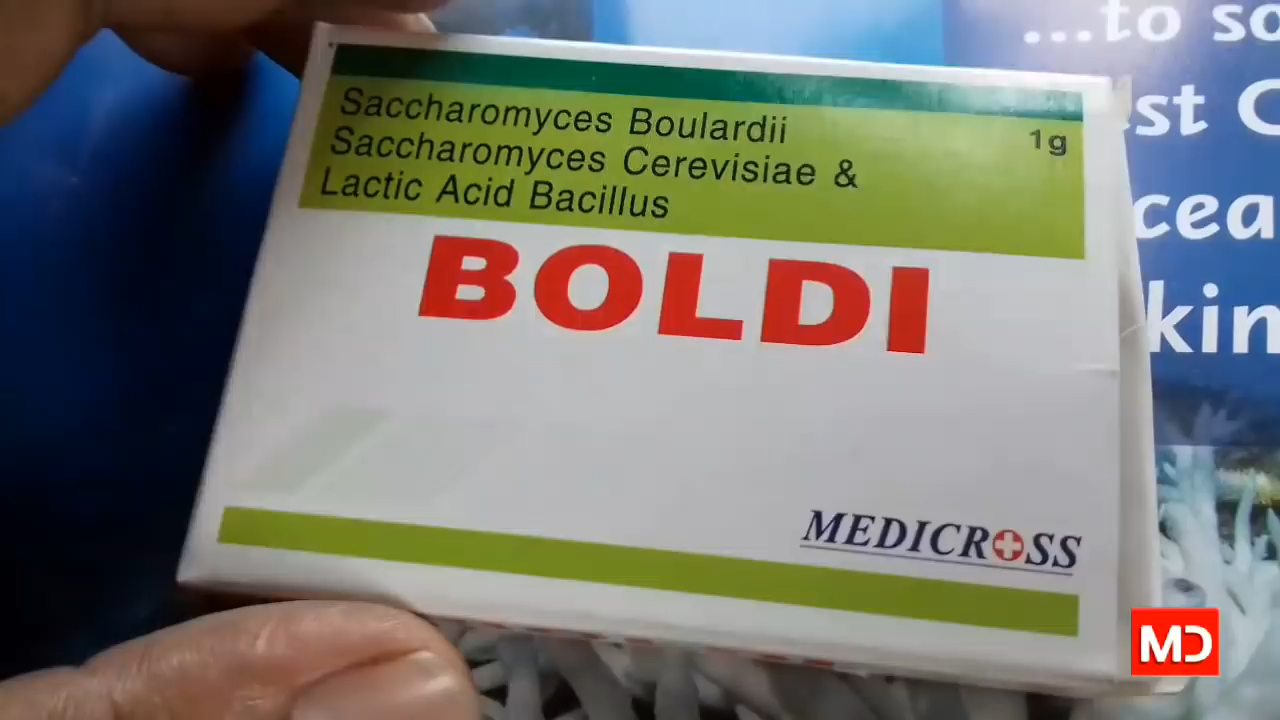 ...to so
st C
cea
kin
Saccharomyces Boulardii 1g
Saccharomyces Cerevisiae &
Lactic Acid Bacillus
BOLDI
MEDICROSS
MD